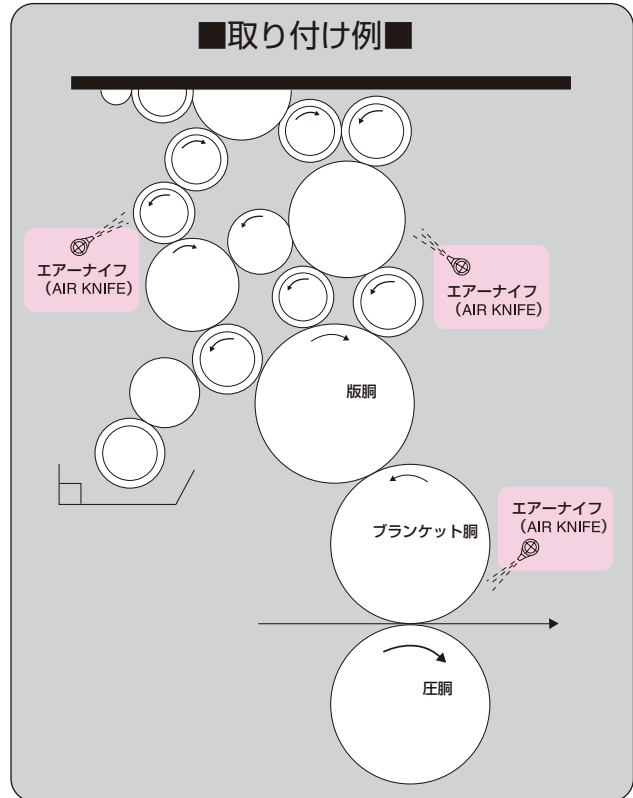 ■取り付け例■
エアーナイフ
（AIR KNIFE）
エアーナイフ
（AIR KNIFE）
版胴
エアーナイフ
（AIR KNIFE）
ブランケット胴
圧胴